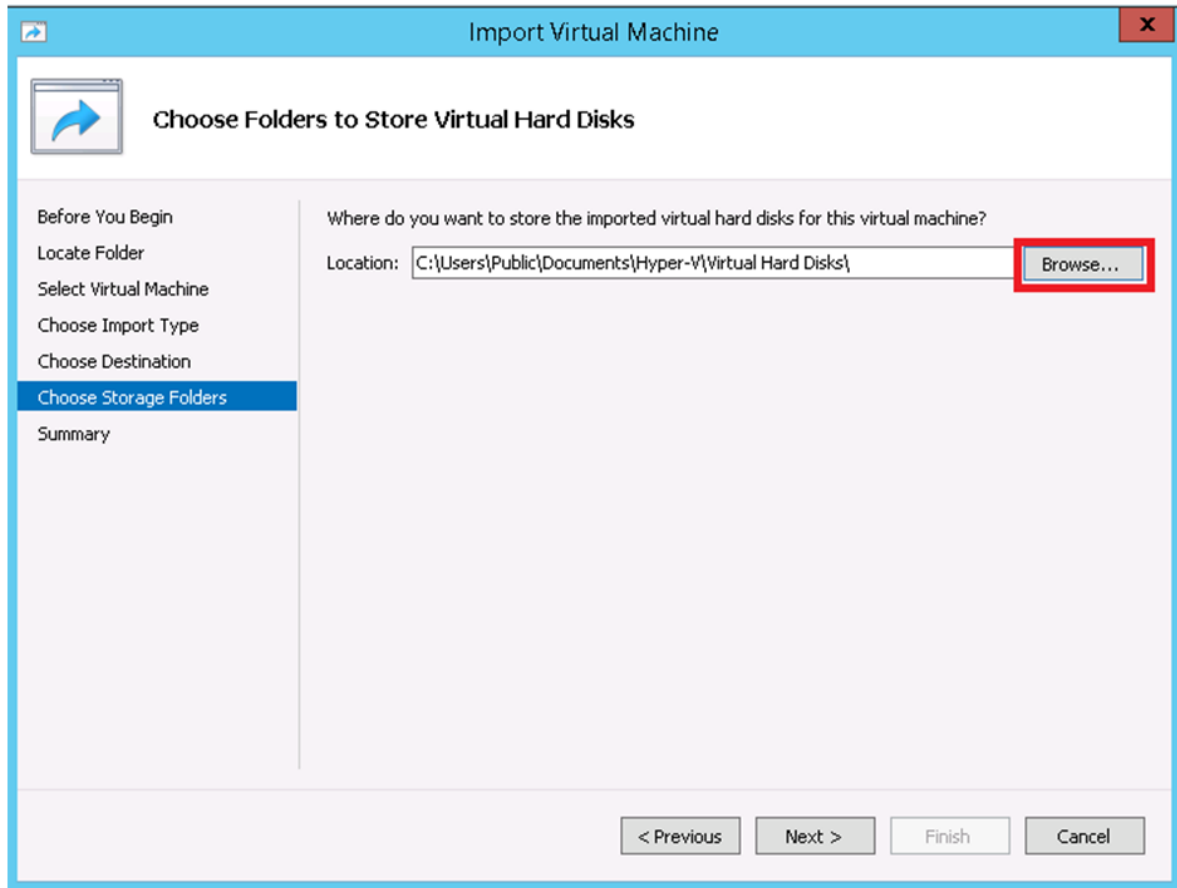 Import Virtual Machine
x
Choose Folders to Store Virtual Hard Disks
Before You Begin
Locate Folder
Select Virtual Machine
Choose Import Type
Choose Destination
Choose Storage Folders
Summary
Where do you want to store the imported virtual hard disks for this virtual machine?
Location: C:\Users\Public\Documents\Hyper-V\Virtual Hard Disks\ Browse...
< Previous Next > Finish Cancel